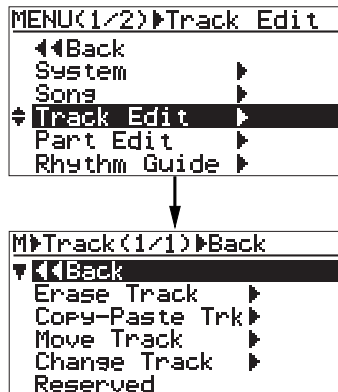 MENU(1/2)▶Track Edit
◀◀Back
System ▶
Song ▶
Track Edit ▶
Part Edit ▶
Rhythm Guide ▶
M▶Track(1/1)▶Back
◀◀Back
Erase Track ▶
Copy-Paste Trk▶
Move Track ▶
Change Track ▶
Reserved